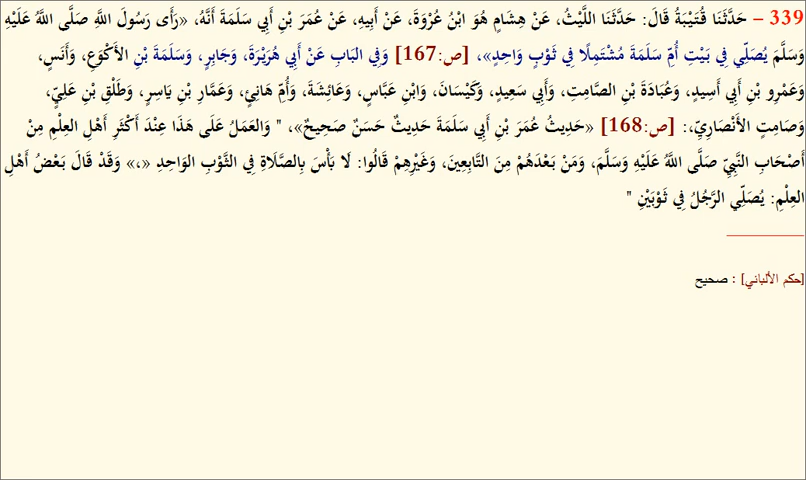 339 – حَدَّثَنَا قُتَيْبَةُ قَالَ: حَدَّثَنَا اللَّيْثُ، عَنْ هِشَامٍ هُوَ ابْنُ عُرْوَةَ، عَنْ أَبِيهِ، عَنْ عُمَرَ بْنِ أَبِي سَلَمَةَ أَنَّهُ، «رَأَى رَسُولَ اللَّهِ صَلَّى اللَّهُ عَلَيْهِ
وَسَلَّمَ يُصَلِّي فِي بَيْتِ أُمِّ سَلَمَةَ مُشْتَمِلًا فِي ثَوْبٍ وَاحِدٍ»، [ص:167] وَفِي البَابِ عَنْ أَبِي هُرَيْرَةَ، وَجَابِرٍ، وَسَلَمَةَ بْنِ الأَكْوَعِ، وَأَنَسٍ،
وَعَمْرِو بْنِ أَبِي أَسِيدٍ، وَعُبَادَةَ بْنِ الصَّامِتِ، وَأَبِي سَعِيدٍ، وَكَيْسَانَ، وَابْنِ عَبَّاسٍ، وَعَائِشَةَ، وَأُمِّ هَانِئٍ، وَعَمَّارِ بْنِ يَاسِرٍ، وَطَلْقِ بْنِ عَلِيٍّ،
وَصَامِتٍ الأَنْصَارِيِّ،: [ص:168] «حَدِيثُ عُمَرَ بْنِ أَبِي سَلَمَةَ حَدِيثٌ حَسَنٌ صَحِيحٌ»، " وَالعَمَلُ عَلَى هَذَا عِنْدَ أَكْثَرِ أَهْلِ العِلْمِ مِنْ
أَصْحَابِ النَّبِيِّ صَلَّى اللَّهُ عَلَيْهِ وَسَلَّمَ، وَمَنْ بَعْدَهُمْ مِنَ التَّابِعِينَ، وَغَيْرِهِمْ قَالُوا: لَا بَأْسَ بِالصَّلَاةِ فِي الثَّوْبِ الوَاحِدِ «،» وَقَدْ قَالَ بَعْضُ أَهْلِ
العِلْمِ: يُصَلِّي الرَّجُلُ فِي ثَوْبَيْنِ "
[حكم الألباني] : صحيح